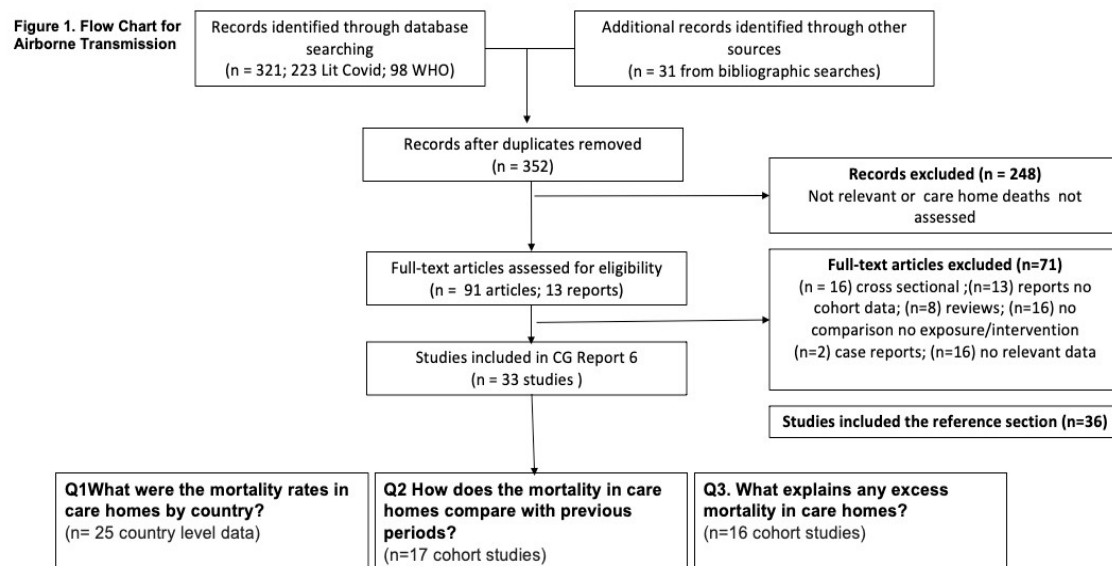 Figure 1. Flow Chart for
Airborne Transmission
Records identified through database
searching
(n = 321; 223 Lit Covid; 98 WHO)
Additional records identified through other
sources
(n = 31 from bibliographic searches)
Records after duplicates removed
(n = 352)
Records excluded (n = 248)
Not relevant or care home deaths not
assessed
Full-text articles assessed for eligibility
(n = 91 articles; 13 reports)
Full-text articles excluded (n=71)
(n = 16) cross sectional ;(n=13) reports no
cohort data; (n=8) reviews; (n=16) no
comparison no exposure/intervention
(n=2) case reports; (n=16) no relevant data
Studies included in CG Report 6
(n = 33 studies )
Studies included the reference section (n=36)
Q1What were the mortality rates in
care homes by country?
(n= 25 country level data)
Q2 How does the mortality in care
homes compare with previous
periods?
(n=17 cohort studies)
Q3. What explains any excess
mortality in care homes?
(n=16 cohort studies)